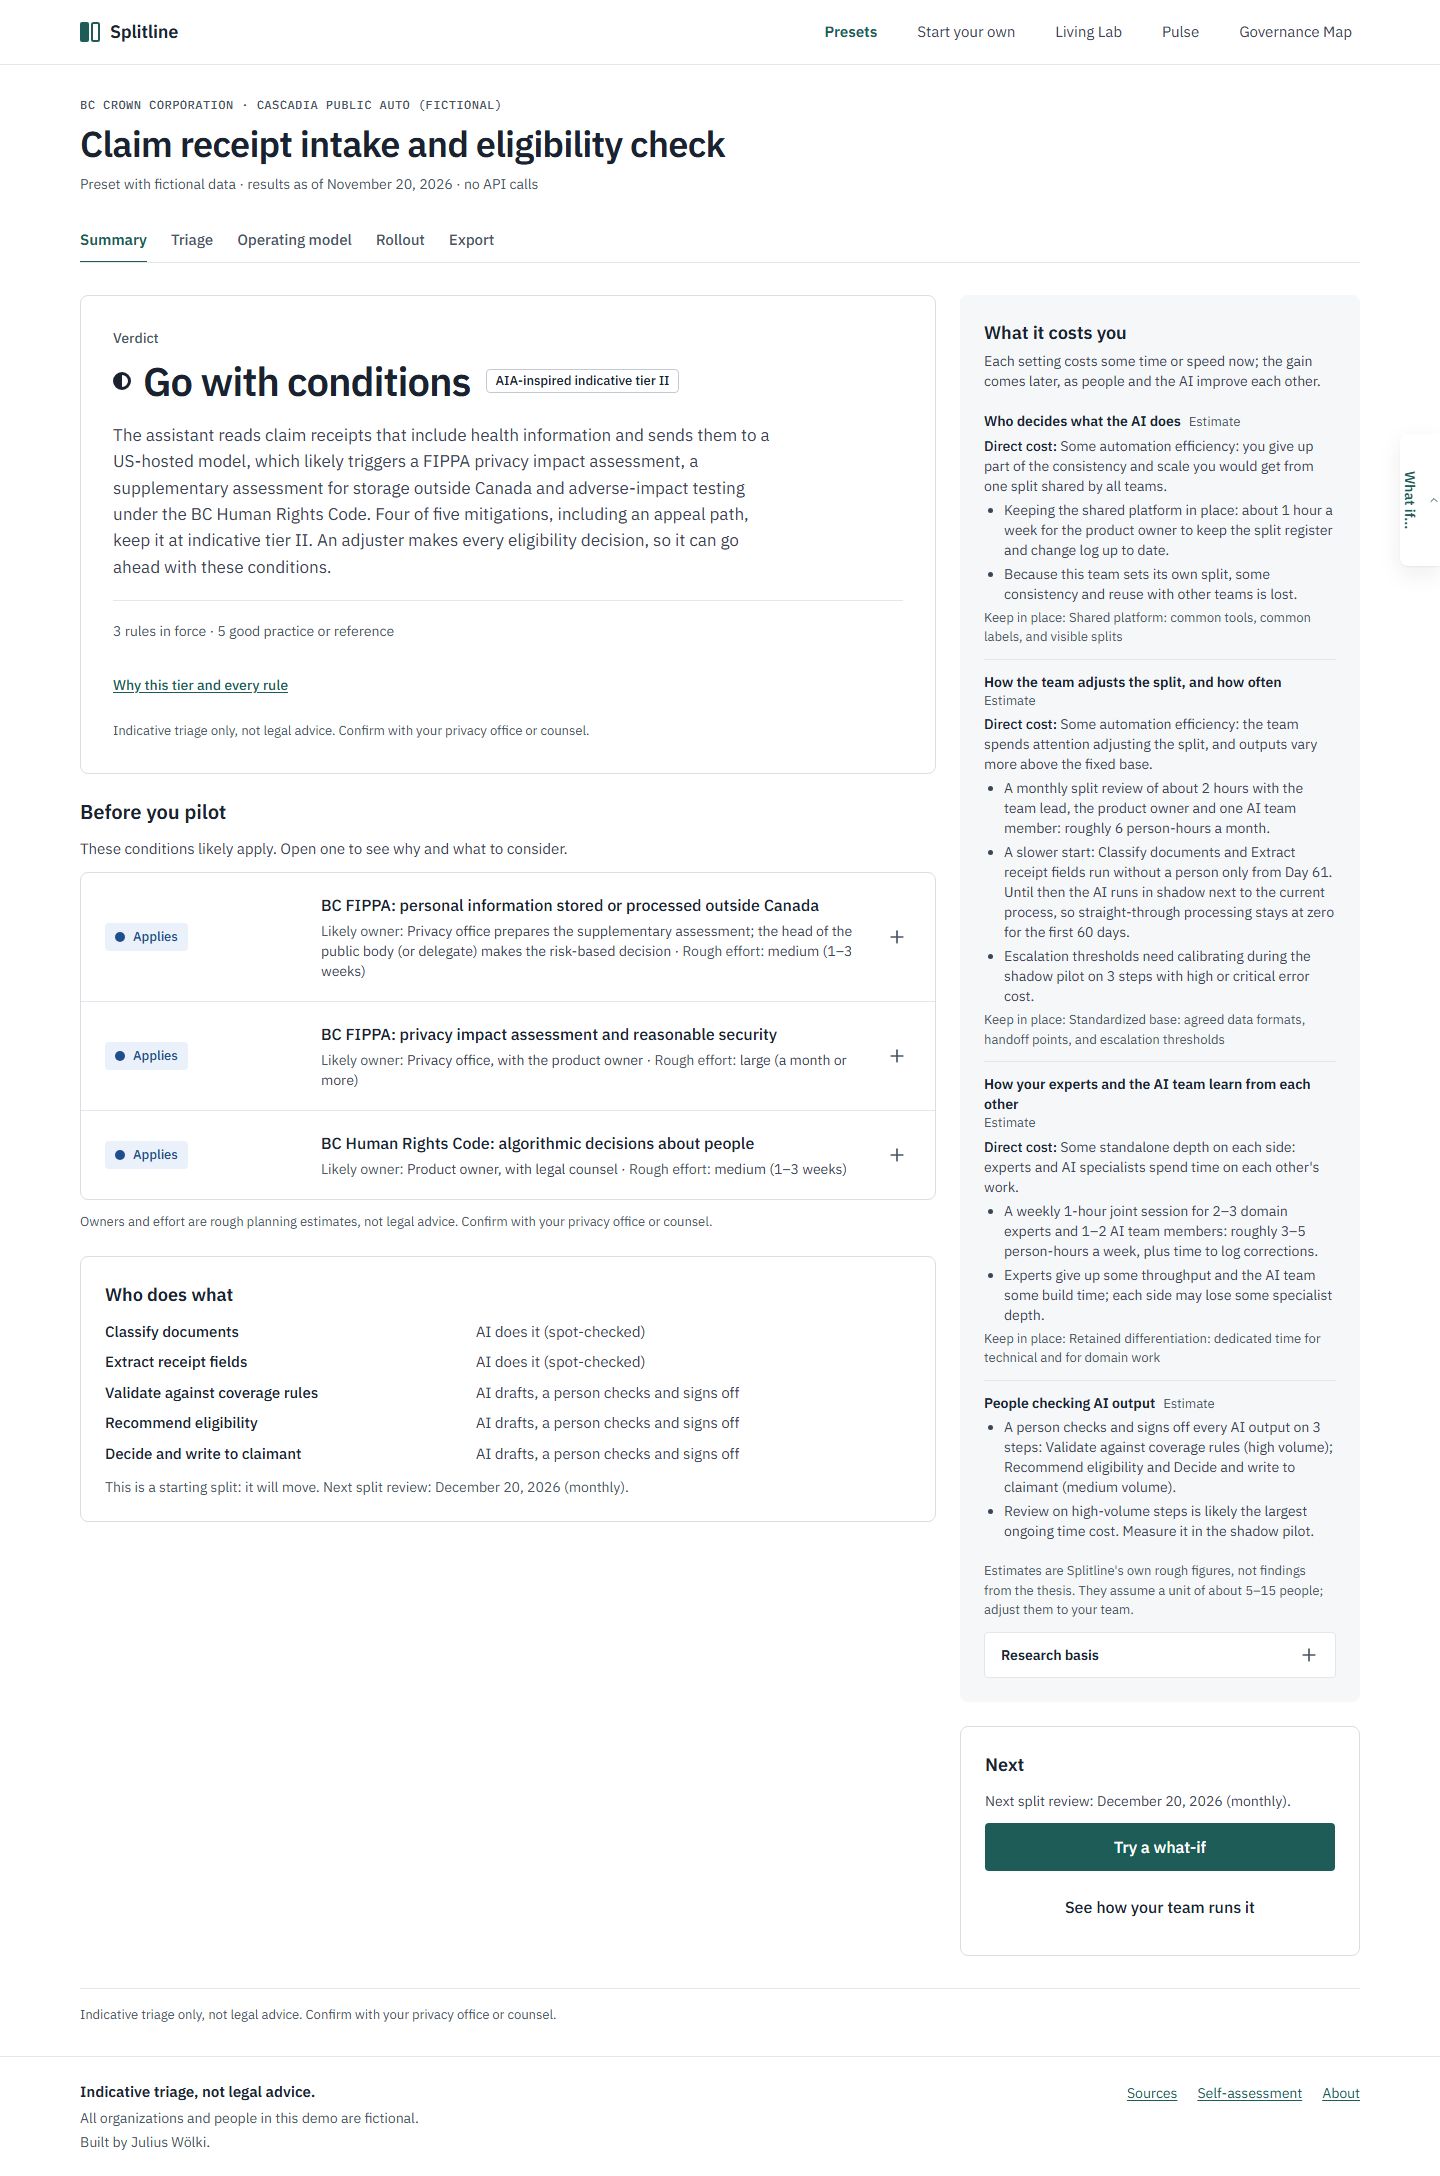 Splitline
Presets
Start your own
Living Lab
Pulse
Governance Map
BC CROWN CORPORATION · CASCADIA PUBLIC AUTO (FICTIONAL)
Claim receipt intake and eligibility check
Preset with fictional data · results as of November 20, 2026 · no API calls
Summary
Triage
Operating model
Rollout
Export
Verdict
Go with conditions
AIA-inspired indicative tier II
The assistant reads claim receipts that include health information and sends them to a
US-hosted model, which likely triggers a FIPPA privacy impact assessment, a
supplementary assessment for storage outside Canada and adverse-impact testing
under the BC Human Rights Code. Four of five mitigations, including an appeal path,
keep it at indicative tier II. An adjuster makes every eligibility decision, so it can go
ahead with these conditions.
3 rules in force · 5 good practice or reference
Why this tier and every rule
Indicative triage only, not legal advice. Confirm with your privacy office or counsel.
Before you pilot
These conditions likely apply. Open one to see why and what to consider.
Applies
BC FIPPA: personal information stored or processed outside Canada
Likely owner: Privacy office prepares the supplementary assessment; the head of the
public body (or delegate) makes the risk-based decision · Rough effort: medium (1–3
weeks)
Applies
BC FIPPA: privacy impact assessment and reasonable security
Likely owner: Privacy office, with the product owner · Rough effort: large (a month or
more)
Applies
BC Human Rights Code: algorithmic decisions about people
Likely owner: Product owner, with legal counsel · Rough effort: medium (1–3 weeks)
Owners and effort are rough planning estimates, not legal advice. Confirm with your privacy office or counsel.
Who does what
Classify documents
AI does it (spot-checked)
Extract receipt fields
AI does it (spot-checked)
Validate against coverage rules
AI drafts, a person checks and signs off
Recommend eligibility
AI drafts, a person checks and signs off
Decide and write to claimant
AI drafts, a person checks and signs off
This is a starting split: it will move. Next split review: December 20, 2026 (monthly).
What it costs you
Each setting costs some time or speed now; the gain
comes later, as people and the AI improve each other.
Who decides what the AI does Estimate
Direct cost: Some automation efficiency: you give up
part of the consistency and scale you would get from
one split shared by all teams.
• Keeping the shared platform in place: about 1 hour a
week for the product owner to keep the split register
and change log up to date.
• Because this team sets its own split, some
consistency and reuse with other teams is lost.
Keep in place: Shared platform: common tools, common
labels, and visible splits
How the team adjusts the split, and how often
Estimate
Direct cost: Some automation efficiency: the team
spends attention adjusting the split, and outputs vary
more above the fixed base.
• A monthly split review of about 2 hours with the
team lead, the product owner and one AI team
member: roughly 6 person-hours a month.
• A slower start: Classify documents and Extract
receipt fields run without a person only from Day 61.
Until then the AI runs in shadow next to the current
process, so straight-through processing stays at zero
for the first 60 days.
• Escalation thresholds need calibrating during the
shadow pilot on 3 steps with high or critical error
cost.
Keep in place: Standardized base: agreed data formats,
handoff points, and escalation thresholds
How your experts and the AI team learn from each
other
Estimate
Direct cost: Some standalone depth on each side:
experts and AI specialists spend time on each other's
work.
• A weekly 1-hour joint session for 2–3 domain
experts and 1–2 AI team members: roughly 3–5
person-hours a week, plus time to log corrections.
• Experts give up some throughput and the AI team
some build time; each side may lose some specialist
depth.
Keep in place: Retained differentiation: dedicated time for
technical and for domain work
People checking AI output Estimate
• A person checks and signs off every AI output on 3
steps: Validate against coverage rules (high volume);
Recommend eligibility and Decide and write to
claimant (medium volume).
• Review on high-volume steps is likely the largest
ongoing time cost. Measure it in the shadow pilot.
Estimates are Splitline's own rough figures, not findings
from the thesis. They assume a unit of about 5–15 people;
adjust them to your team.
Research basis
What if...
Next
Next split review: December 20, 2026 (monthly).
Try a what-if
See how your team runs it
Indicative triage only, not legal advice. Confirm with your privacy office or counsel.
Indicative triage, not legal advice.
All organizations and people in this demo are fictional.
Built by Julius Wölki.
Sources
Self-assessment
About